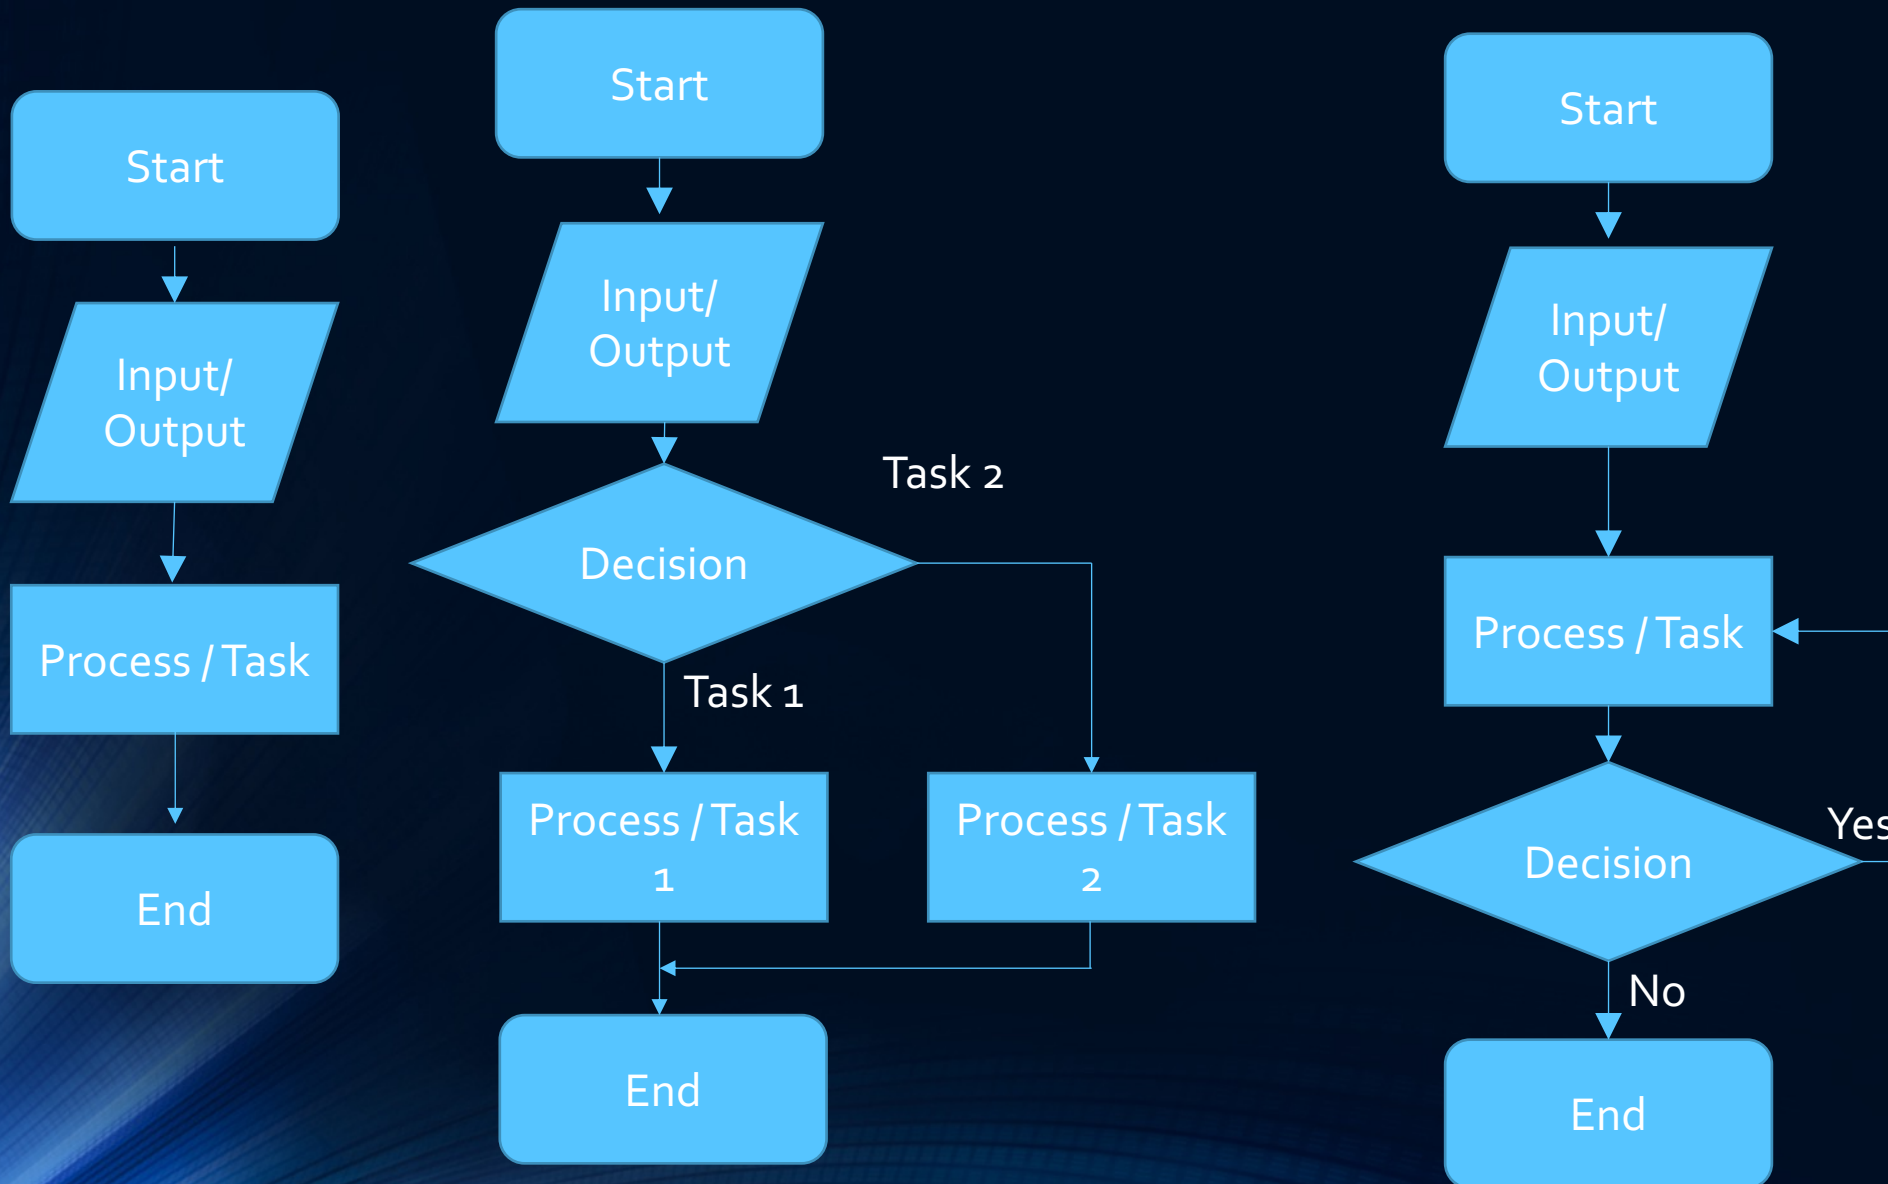 Start
Input/
Output
Process / Task
End
Start
Input/
Output
Decision
Task 2
Task 1
Process / Task
1
Process / Task
2
End
Start
Input/
Output
Process / Task
Decision
Yes
No
End